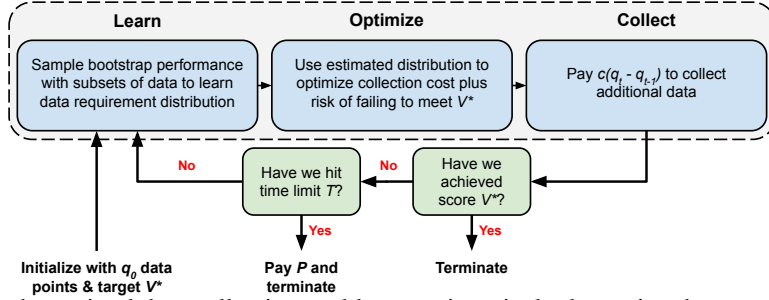 Learn
Optimize
Collect
Sample bootstrap performance
with subsets of data to learn
data requirement distribution
Use estimated distribution to
optimize collection cost plus
risk of failing to meet V*
Pay c(q_t - q_{t-1}) to collect
additional data
No
Have we hit
time limit T?
No
Have we
achieved
score V*?
Yes
Yes
Initialize with q_0 data
points & target V*
Pay P and
terminate
Terminate